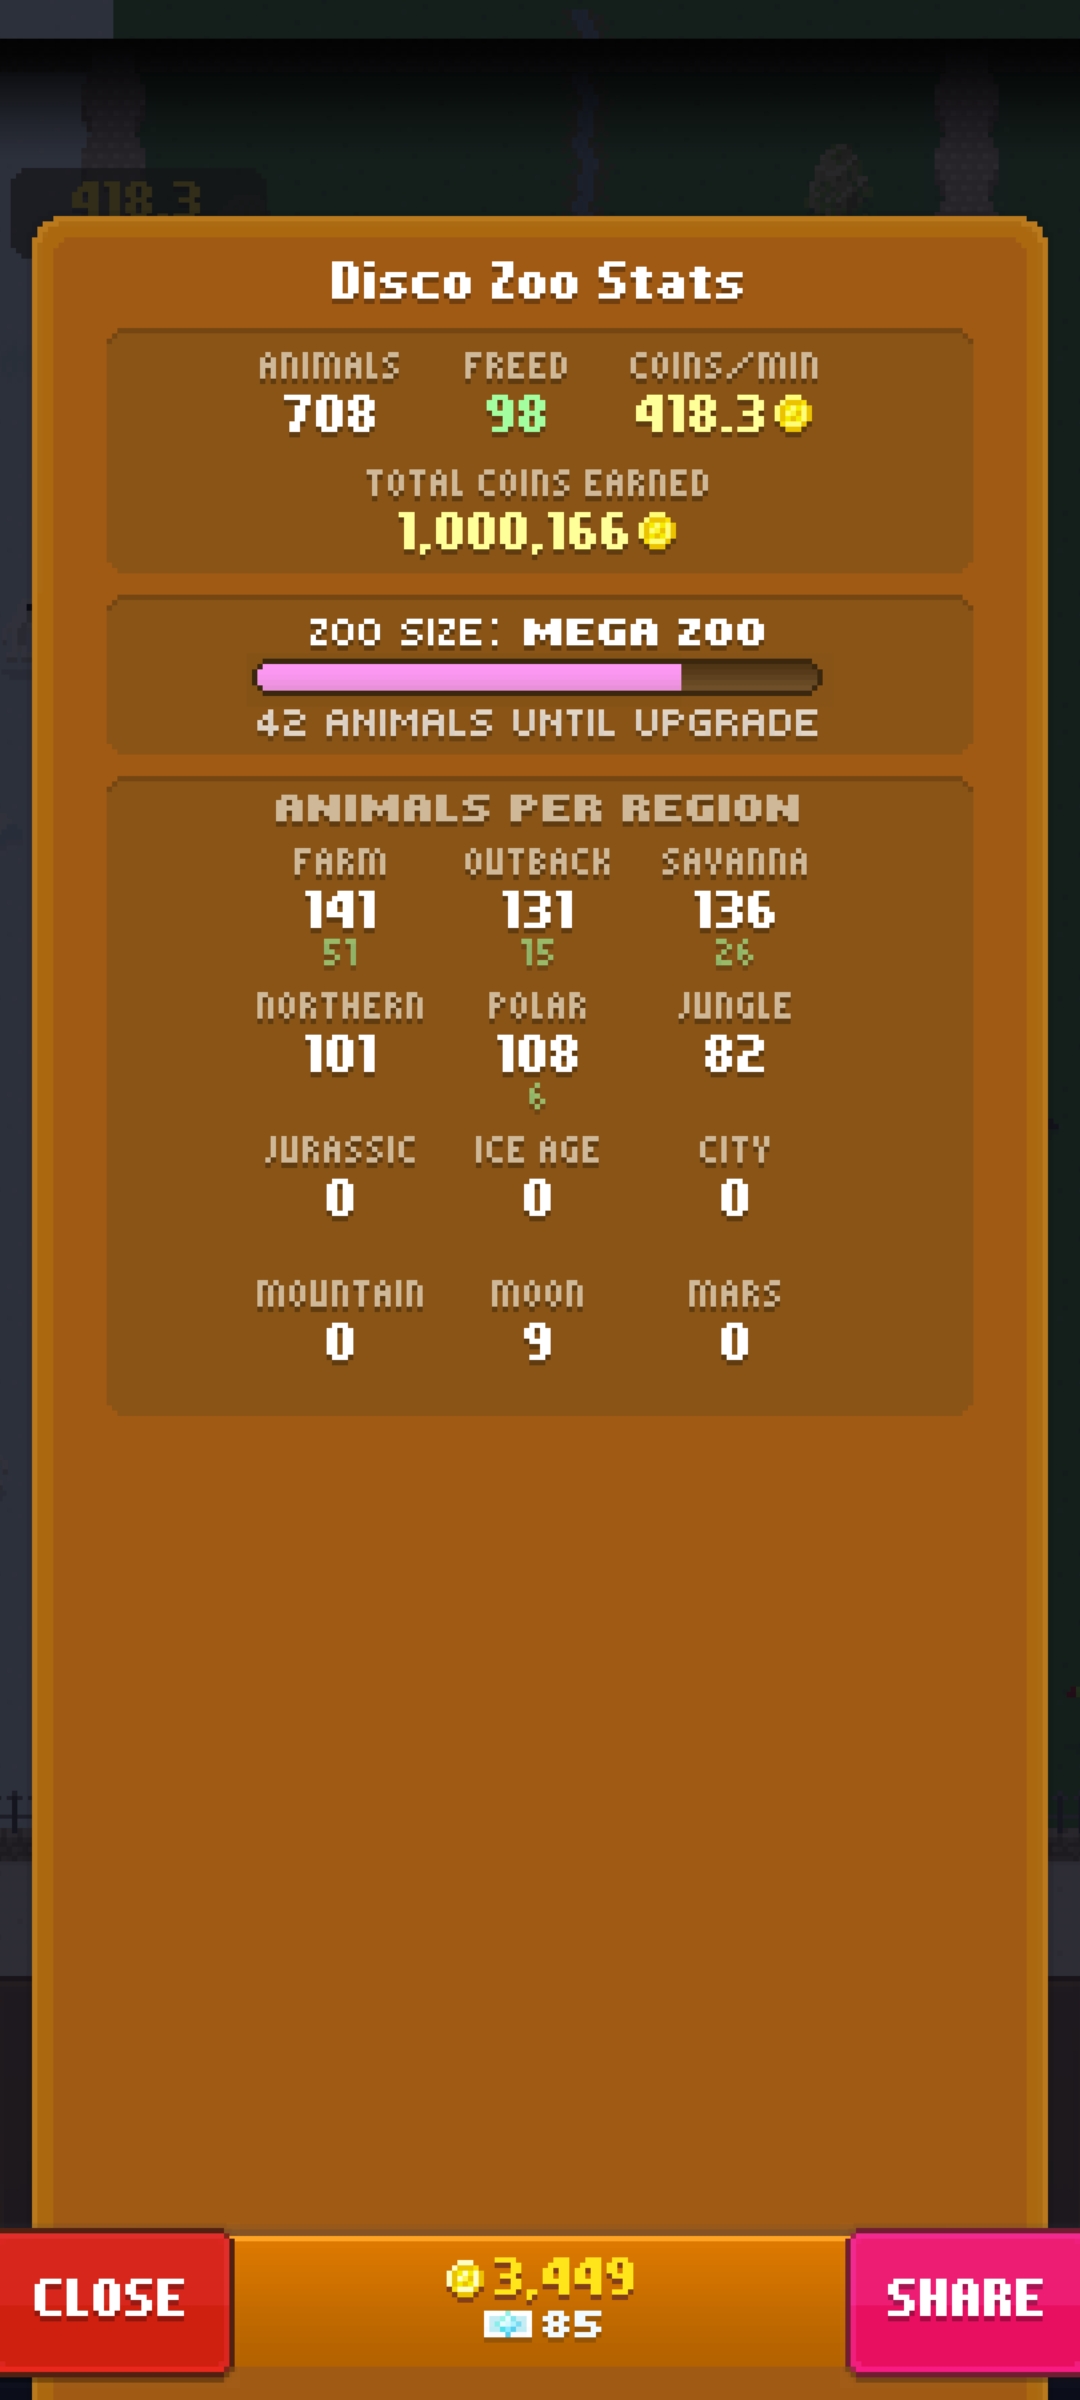 418.3
Disco Zoo Stats
ANIMALS FREED COINS/MIN
708 98 418.3
TOTAL COINS EARNED
1,000,166
ZOO SIZE: MEGA ZOO
42 ANIMALS UNTIL UPGRADE
ANIMALS PER REGION
FARM OUTBACK SAVANNA
141 131 136
51 15 26
NORTHERN POLAR JUNGLE
101 108 82
6
JURASSIC ICE AGE CITY
0 0 0
MOUNTAIN MOON MARS
0 9 0
CLOSE 3,449 SHARE
85